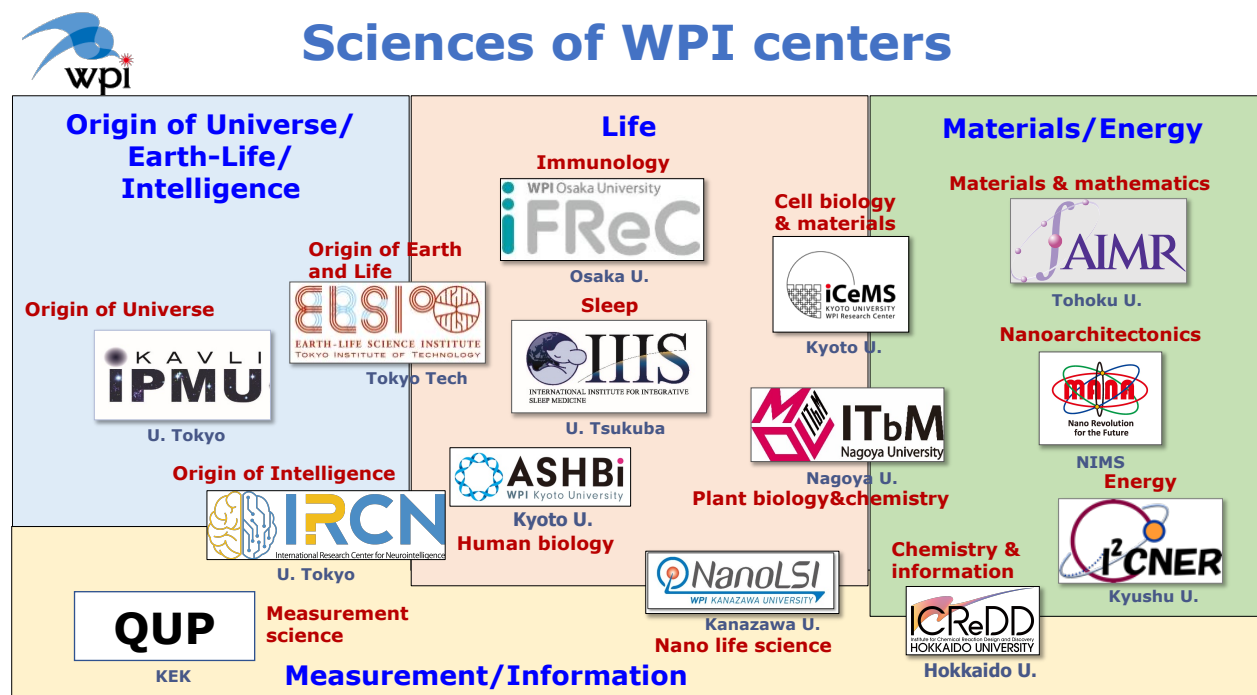 wpi
Sciences of WPI centers
Origin of Universe/
Earth-Life/
Intelligence
Origin of Earth
and Life
ELSI
EARTH-LIFE SCIENCE INSTITUTE
TOKYO INSTITUTE OF TECHNOLOGY
Tokyo Tech
Origin of Universe
KAVLI
IPMU
U. Tokyo
Origin of Intelligence
IRCN
International Research Center for Neurointelligence
U. Tokyo
Life
Immunology
WPI Osaka University
iFReC
Osaka U.
Sleep
IIIS
INTERNATIONAL INSTITUTE FOR INTEGRATIVE
SLEEP MEDICINE
U. Tsukuba
ASHBi
WPI Kyoto University
Kyoto U.
Human biology
Cell biology
& materials
iCeMS
KYOTO UNIVERSITY
WPI Research Center
Kyoto U.
ITbM
ITbM
Nagoya University
Nagoya U.
Plant biology&chemistry
NanoLSI
WPI KANAZAWA UNIVERSITY
Kanazawa U.
Nano life science
Materials/Energy
Materials & mathematics
AIMR
Tohoku U.
Nanoarchitectonics
MANA
Nano Revolution
for the Future
NIMS
Energy
I²CNER
Kyushu U.
Chemistry &
information
ICReDD
Institute for Chemical Reaction Design and Discovery
HOKKAIDO UNIVERSITY
Hokkaido U.
QUP
KEK
Measurement
science
Measurement/Information